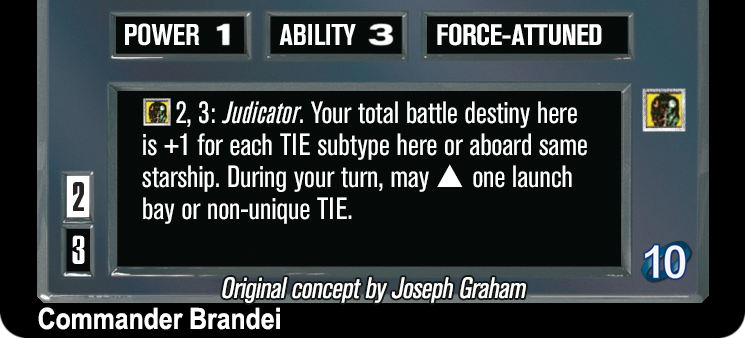 POWER 1 ABILITY 3 FORCE-ATTUNED
2, 3: Judicator. Your total battle destiny here
is +1 for each TIE subtype here or aboard same
starship. During your turn, may ▲ one launch
bay or non-unique TIE.
2
3
10
Original concept by Joseph Graham
Commander Brandei